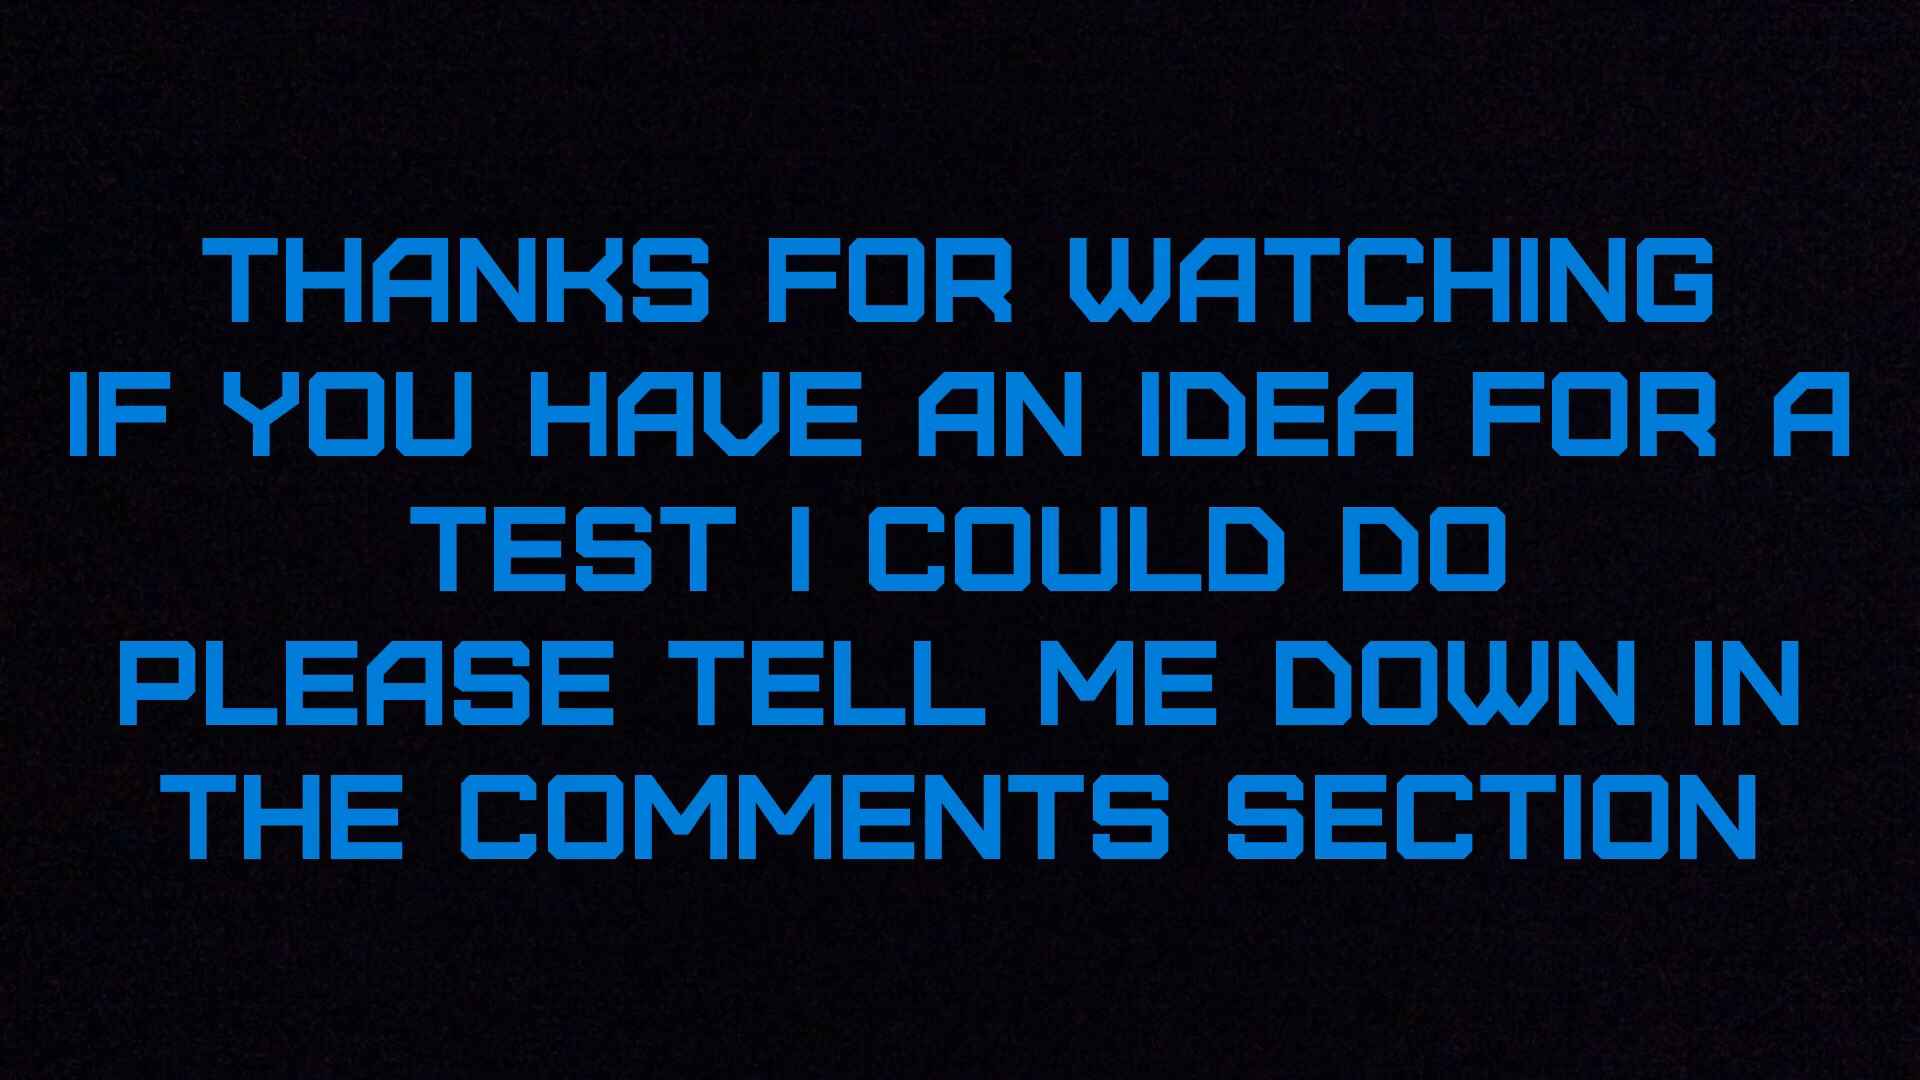 THANKS FOR WATCHING
IF YOU HAVE AN IDEA FOR A
TEST I COULD DO
PLEASE TELL ME DOWN IN
THE COMMENTS SECTION